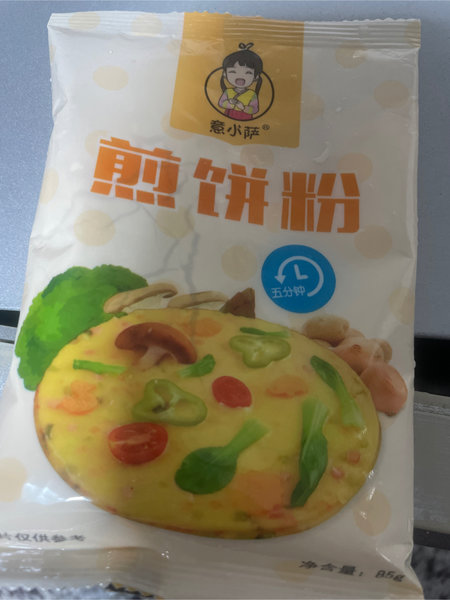 意小萨®
煎饼粉
五分钟
片仅供参考
净含量: 85g